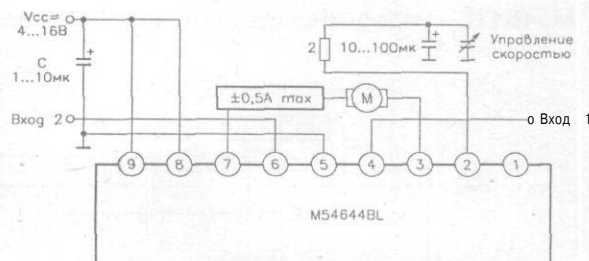 Vcc=
4...16В
C
1...10мк
Вход 2
2
10...100мк
Управление
скоростью
±0,5А max
М
о Вход 1
9 8 7 6 5 4 3 2 1
M54644BL